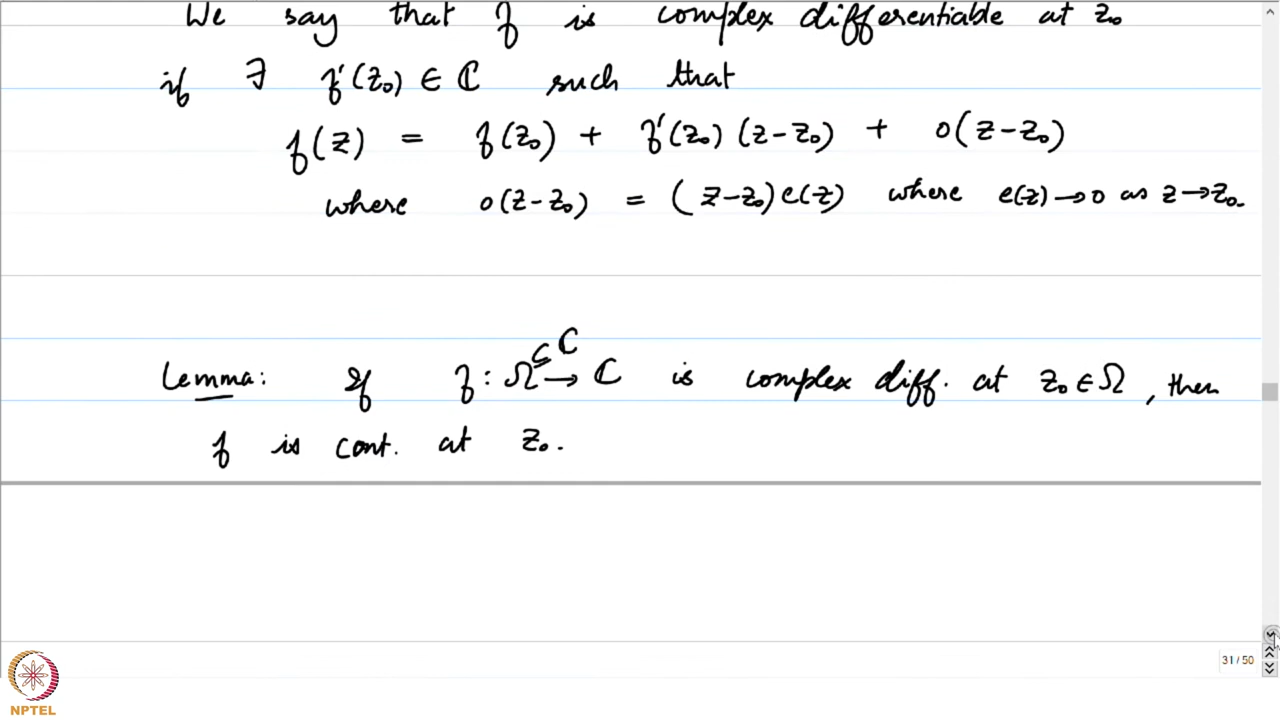 We say that f is complex differentiable at z₀
if ∃ f'(z₀) ∈ ℂ such that
f(z) = f(z₀) + f'(z₀) (z-z₀) + o(z-z₀)
where o(z-z₀) = (z-z₀)e(z) where e(z)→0 as z→z₀.
Lemma: If f: Ω⊆ℂ → ℂ is complex diff. at z₀ ∈ Ω, then
f is cont. at z₀.
31 / 50
NPTEL